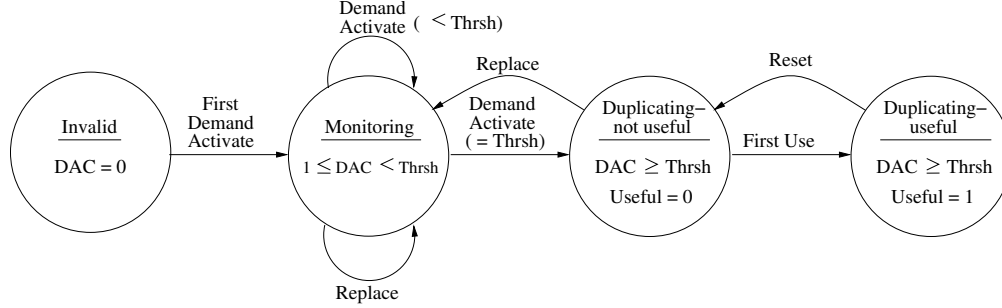 Demand
Activate ( < Thrsh)
Invalid
DAC = 0
First
Demand
Activate
Monitoring
1 ≤ DAC < Thrsh
Replace
Replace
Demand
Activate
( = Thrsh)
Duplicating–
not useful
DAC ≥ Thrsh
Useful = 0
First Use
Reset
Duplicating–
useful
DAC ≥ Thrsh
Useful = 1